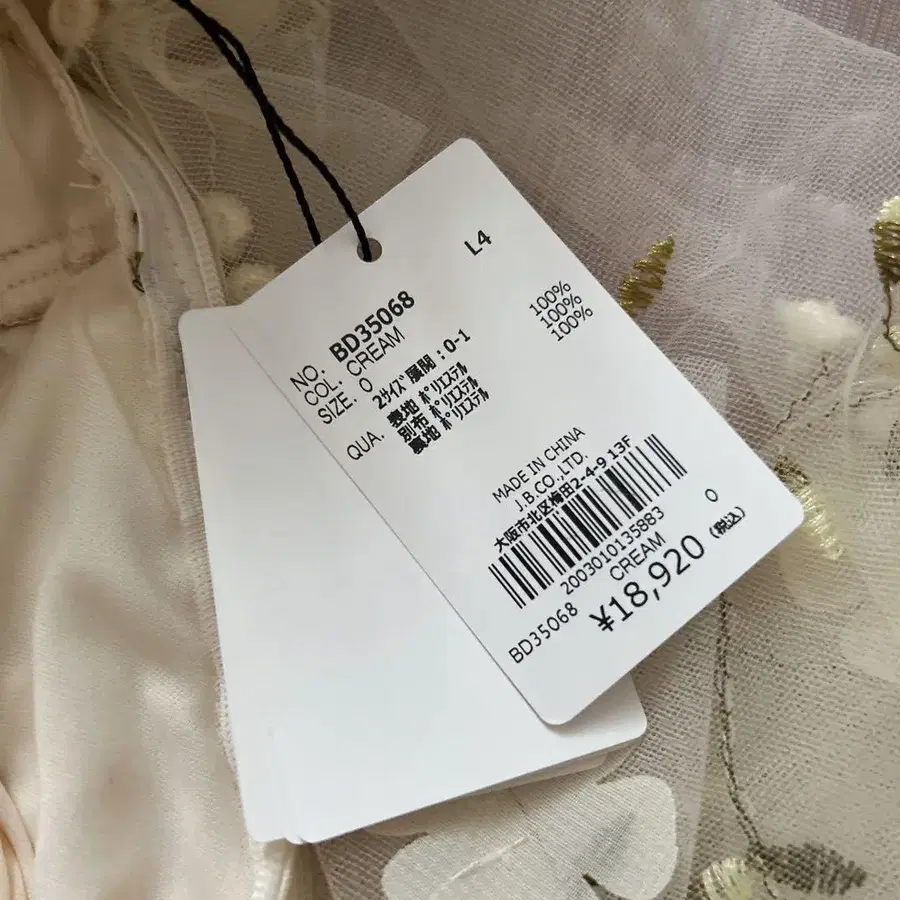 L4
NO. BD35068
COL. CREAM
SIZE. 0
2ｻｲｽﾞ展開：0-1
QUA. 表地 ﾎﾟﾘｴｽﾃﾙ 100%
別布 ﾎﾟﾘｴｽﾃﾙ 100%
裏地 ﾎﾟﾘｴｽﾃﾙ 100%
MADE IN CHINA
J.B.CO.,LTD.
大阪市北区梅田2-4-9 13F
2003010135883
CREAM 0
BD35068 ¥18,920 (税込)